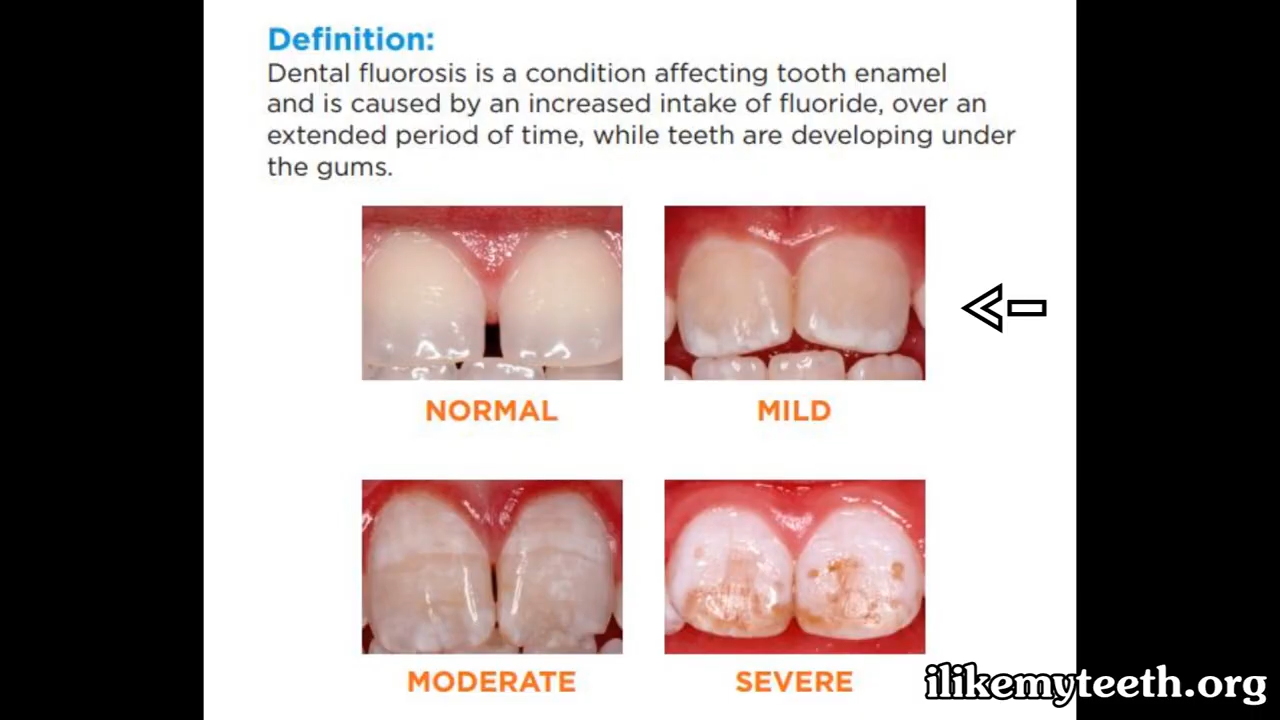 Definition:
Dental fluorosis is a condition affecting tooth enamel
and is caused by an increased intake of fluoride, over an
extended period of time, while teeth are developing under
the gums.
NORMAL
MILD
MODERATE
SEVERE
ilikemyteeth.org